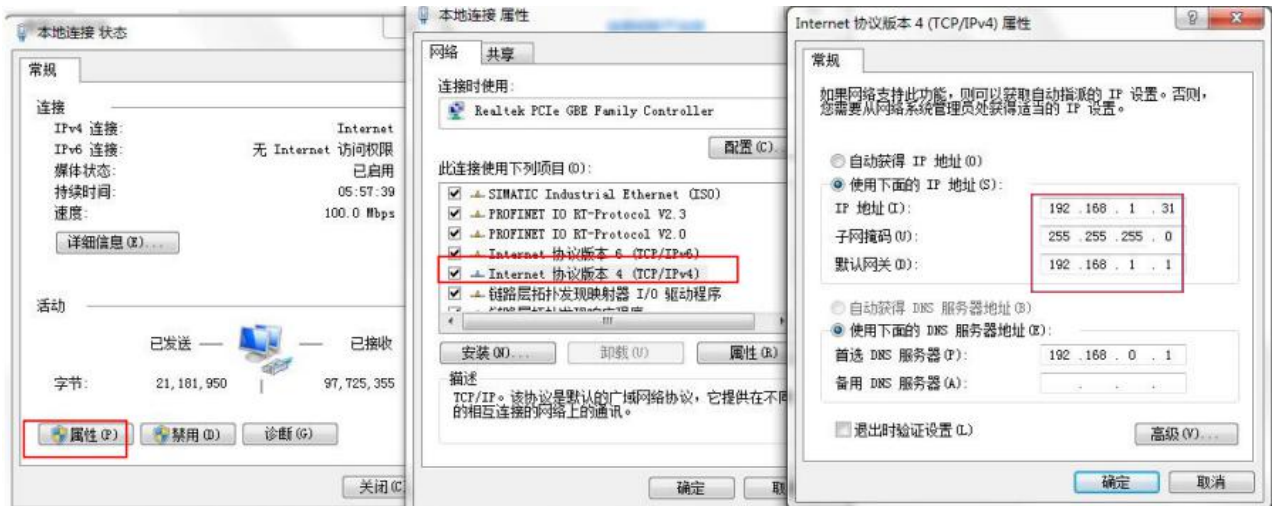 本地连接 状态
常规
连接
IPv4 连接:
Internet
IPv6 连接:
无 Internet 访问权限
媒体状态:
已启用
持续时间:
05:57:39
速度:
100.0 Mbps
详细信息(E)...
活动
已发送 — — 已接收
字节:
21,181,950
97,725,355
属性(P)
禁用(D)
诊断(G)
关闭(C
本地连接 属性
网络
共享
连接时使用:
Realtek PCIe GBE Family Controller
配置(C)..
此连接使用下列项目(O):
SIMATIC Industrial Ethernet (ISO)
PROFINET IO RT-Protocol V2.3
PROFINET IO RT-Protocol V2.0
Internet 协议版本 6 (TCP/IPv6)
Internet 协议版本 4 (TCP/IPv4)
链路层拓扑发现映射器 I/O 驱动程序
安装(N)...
卸载(U)
属性(R)
描述
TCP/IP。该协议是默认的广域网络协议，它提供在不同
的相互连接的网络上的通讯。
确定
取
Internet 协议版本 4 (TCP/IPv4) 属性
常规
如果网络支持此功能，则可以获取自动指派的 IP 设置。否则，
您需要从网络系统管理员处获得适当的 IP 设置。
自动获得 IP 地址(O)
使用下面的 IP 地址(S):
IP 地址(I):
192 . 168 . 1 . 31
子网掩码(U):
255 . 255 . 255 . 0
默认网关(D):
192 . 168 . 1 . 1
自动获得 DNS 服务器地址(B)
使用下面的 DNS 服务器地址(E):
首选 DNS 服务器(P):
192 . 168 . 0 . 1
备用 DNS 服务器(A):
. . .
退出时验证设置(L)
高级(V)...
确定
取消